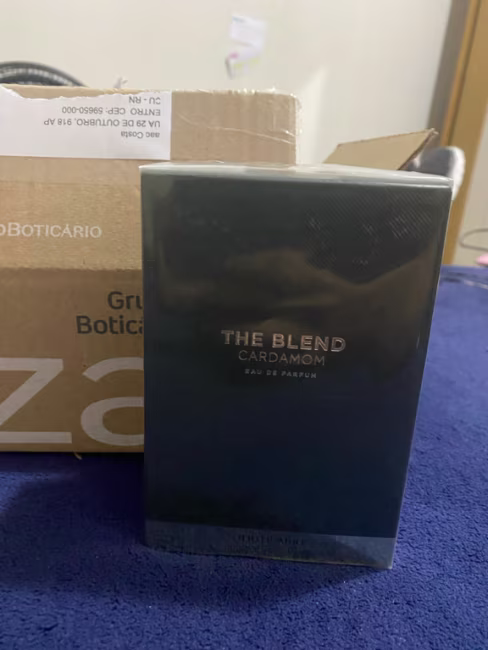 aac Costa
UA 29 DE OUTUBRO, 918 AP
ENTRO CEP: 59650-000
CU - RN
OBOTICÁRIO
Gru
Boticá
za
THE BLEND
CARDAMOM
EAU DE PARFUM